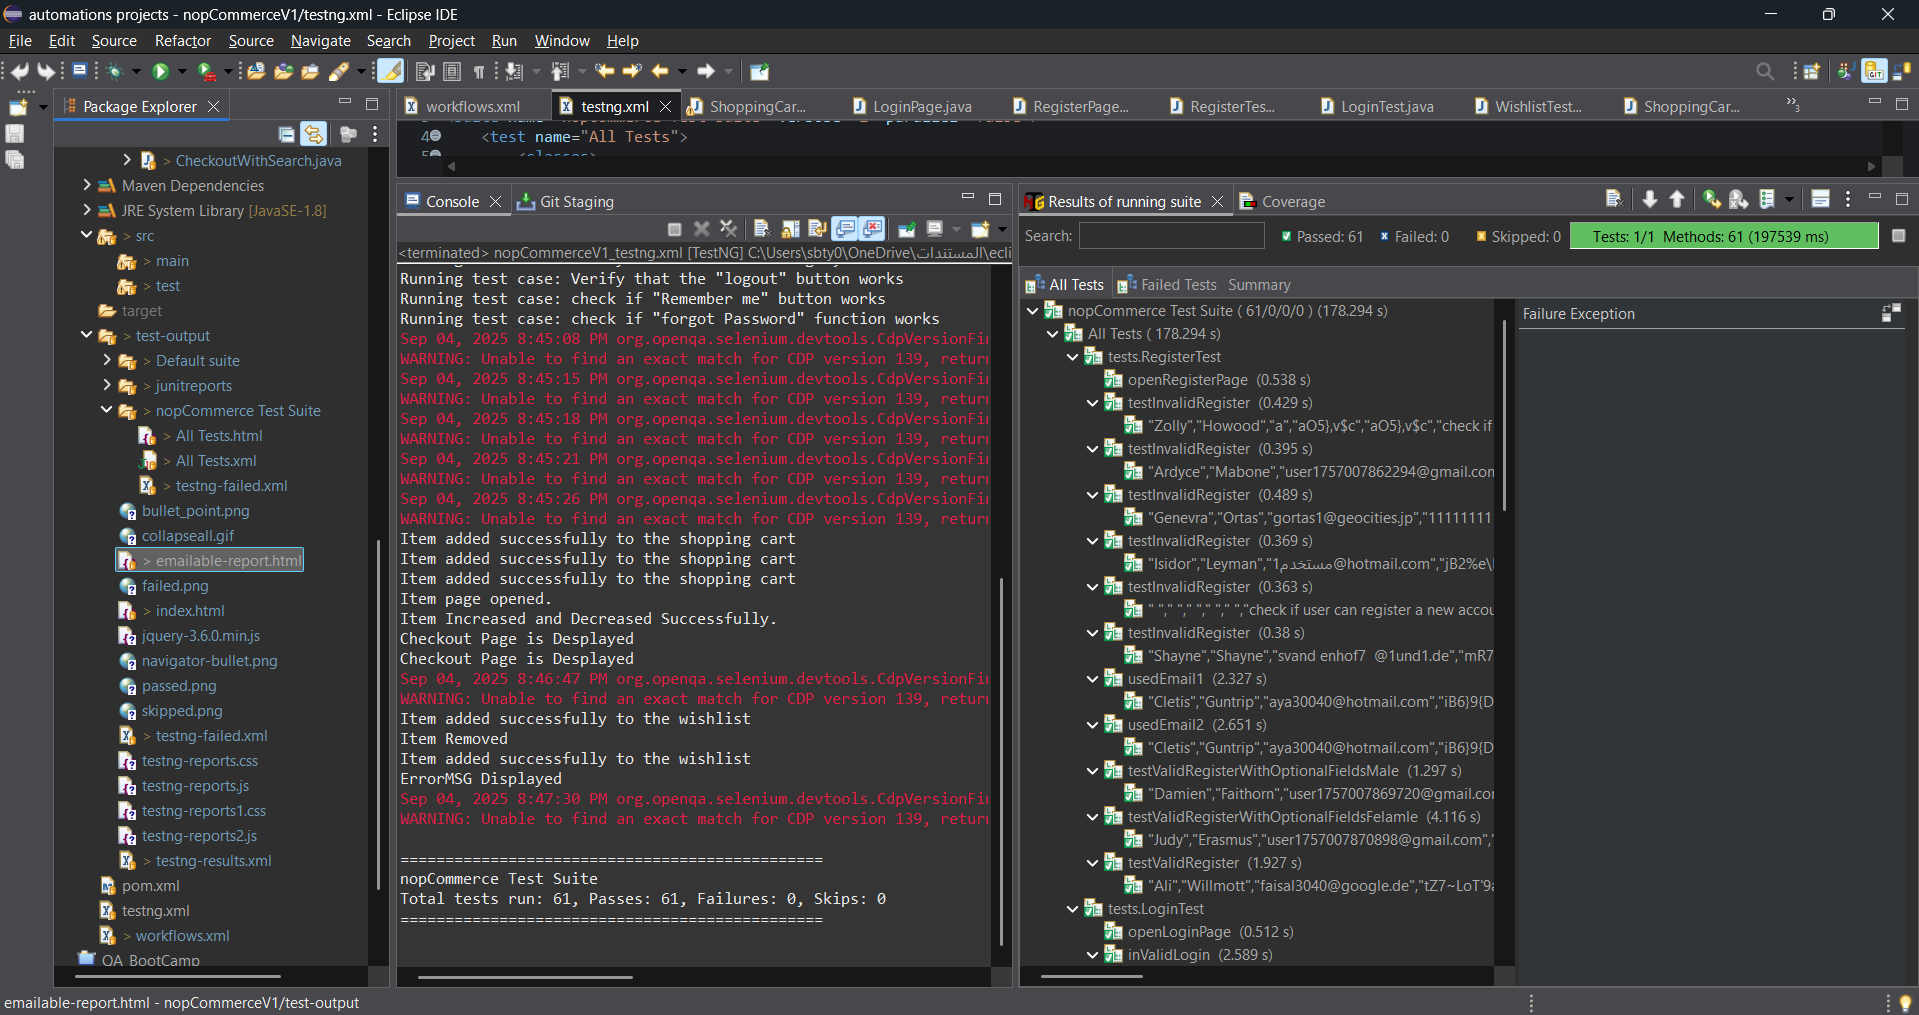 automations projects - nopCommerceV1/testng.xml - Eclipse IDE
File Edit Source Refactor Source Navigate Search Project Run Window Help
Package Explorer
> CheckoutWithSearch.java
Maven Dependencies
JRE System Library [JavaSE-1.8]
> src
> main
> test
target
> test-output
> Default suite
> junitreports
> nopCommerce Test Suite
> All Tests.html
> All Tests.xml
> testng-failed.xml
bullet_point.png
collapseall.gif
> emailable-report.html
failed.png
> index.html
jquery-3.6.0.min.js
navigator-bullet.png
passed.png
skipped.png
> testng-failed.xml
testng-reports.css
testng-reports.js
testng-reports1.css
testng-reports2.js
> testng-results.xml
pom.xml
testng.xml
> workflows.xml
QA_BootCamp
workflows.xml testng.xml ShoppingCar... LoginPage.java RegisterPage... RegisterTes... LoginTest.java WishlistTest... ShoppingCar... »3
4 <test name="All Tests">
5 <classes>
Console Git Staging
<terminated> nopCommerceV1_testng.xml [TestNG] C:\Users\sbty0\OneDrive\المستندات\ecli
Running test case: Verify that the "logout" button works
Running test case: check if "Remember me" button works
Running test case: check if "forgot Password" function works
Sep 04, 2025 8:45:08 PM org.openqa.selenium.devtools.CdpVersionFi
WARNING: Unable to find an exact match for CDP version 139, retur
Sep 04, 2025 8:45:15 PM org.openqa.selenium.devtools.CdpVersionFi
WARNING: Unable to find an exact match for CDP version 139, retur
Sep 04, 2025 8:45:18 PM org.openqa.selenium.devtools.CdpVersionFi
WARNING: Unable to find an exact match for CDP version 139, retur
Sep 04, 2025 8:45:21 PM org.openqa.selenium.devtools.CdpVersionFi
WARNING: Unable to find an exact match for CDP version 139, retur
Sep 04, 2025 8:45:26 PM org.openqa.selenium.devtools.CdpVersionFi
WARNING: Unable to find an exact match for CDP version 139, retur
Item added successfully to the shopping cart
Item added successfully to the shopping cart
Item added successfully to the shopping cart
Item page opened.
Item Increased and Decreased Successfully.
Checkout Page is Desplayed
Checkout Page is Desplayed
Sep 04, 2025 8:46:47 PM org.openqa.selenium.devtools.CdpVersionFi
WARNING: Unable to find an exact match for CDP version 139, retur
Item added successfully to the wishlist
Item Removed
Item added successfully to the wishlist
ErrorMSG Displayed
Sep 04, 2025 8:47:30 PM org.openqa.selenium.devtools.CdpVersionFi
WARNING: Unable to find an exact match for CDP version 139, retur
===============================================
nopCommerce Test Suite
Total tests run: 61, Passes: 61, Failures: 0, Skips: 0
===============================================
Results of running suite Coverage
Search: Passed: 61 Failed: 0 Skipped: 0 Tests: 1/1 Methods: 61 (197539 ms)
All Tests Failed Tests Summary
Failure Exception
nopCommerce Test Suite ( 61/0/0/0 ) (178.294 s)
All Tests ( 178.294 s)
tests.RegisterTest
openRegisterPage (0.538 s)
testInvalidRegister (0.429 s)
"Zolly","Howood","a","aO5},v$c","aO5},v$c","check if
testInvalidRegister (0.395 s)
"Ardyce","Mabone","user1757007862294@gmail.con
testInvalidRegister (0.489 s)
"Genevra","Ortas","gortas1@geocities.jp","11111111
testInvalidRegister (0.369 s)
"Isidor","Leyman","1مستخدم@hotmail.com","jB2%e\
testInvalidRegister (0.363 s)
" "," "," "," "," ","check if user can register a new accou
testInvalidRegister (0.38 s)
"Shayne","Shayne","svand enhof7 @1und1.de","mR7
usedEmail1 (2.327 s)
"Cletis","Guntrip","aya30040@hotmail.com","iB6}9{D
usedEmail2 (2.651 s)
"Cletis","Guntrip","aya30040@hotmail.com","iB6}9{D
testValidRegisterWithOptionalFieldsMale (1.297 s)
"Damien","Faithorn","user1757007869720@gmail.co
testValidRegisterWithOptionalFieldsFelamle (4.116 s)
"Judy","Erasmus","user1757007870898@gmail.com","
testValidRegister (1.927 s)
"Ali","Willmott","faisal3040@google.de","tZ7~LoT'9
tests.LoginTest
openLoginPage (0.512 s)
inValidLogin (2.589 s)
emailable-report.html - nopCommerceV1/test-output